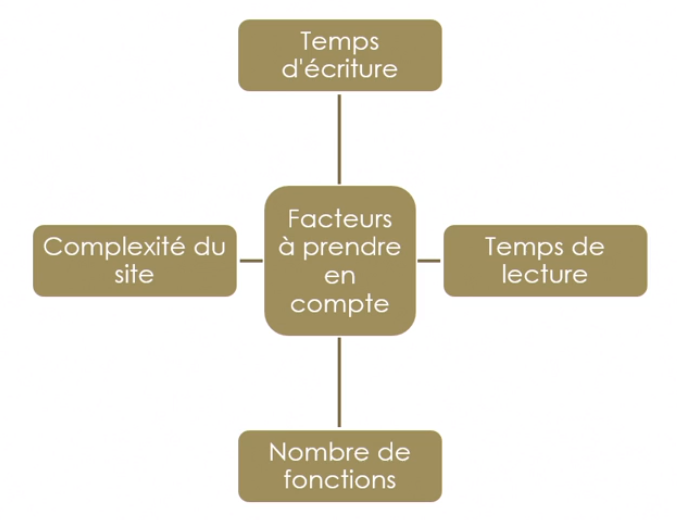 Temps
d'écriture
Facteurs
à prendre
en
compte
Complexité du
site
Temps de
lecture
Nombre de
fonctions